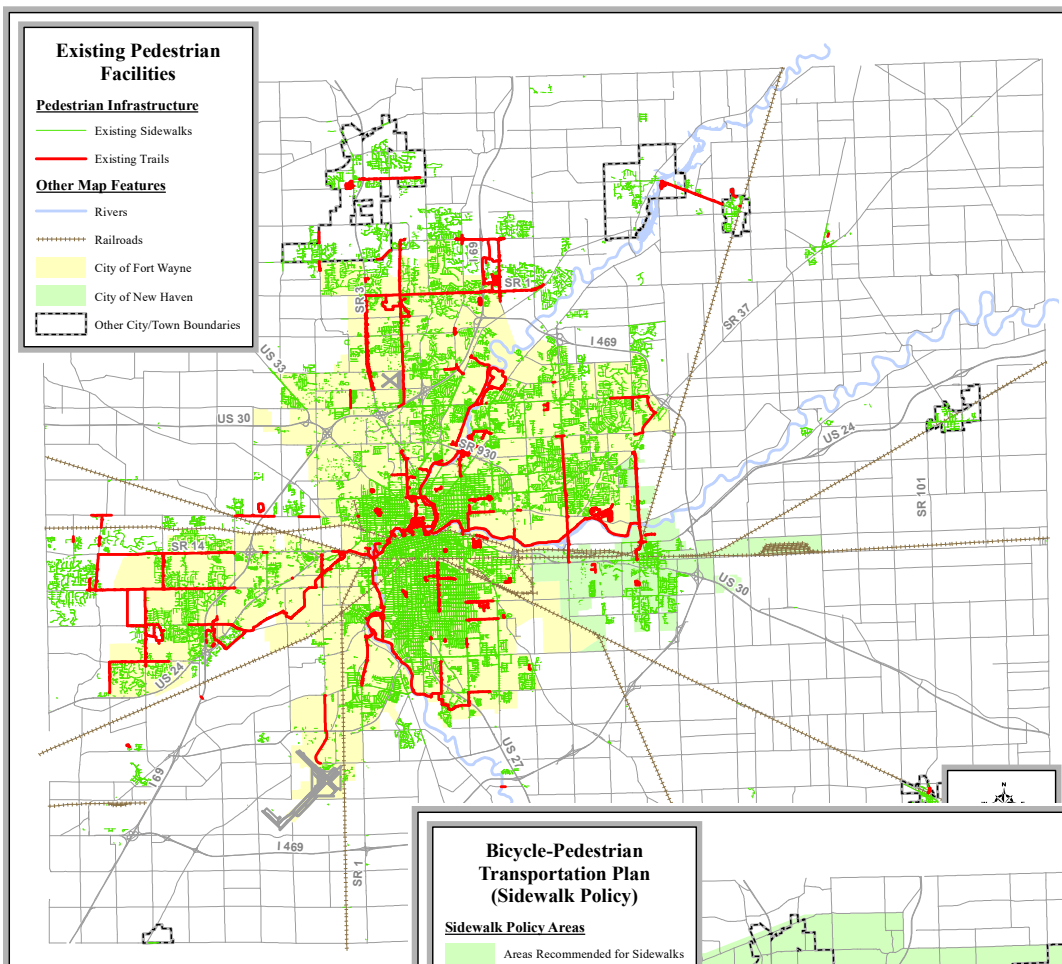 Existing Pedestrian
Facilities
Pedestrian Infrastructure
Existing Sidewalks
Existing Trails
Other Map Features
Rivers
Railroads
City of Fort Wayne
City of New Haven
Other City/Town Boundaries
I 69
SR 1
SR 3
SR 37
I 469
US 33
US 30
SR 930
US 24
SR 101
SR 14
US 30
US 24
US 27
69
I 469
SR 1
N
Bicycle-Pedestrian
Transportation Plan
(Sidewalk Policy)
Sidewalk Policy Areas
Areas Recommended for Sidewalks